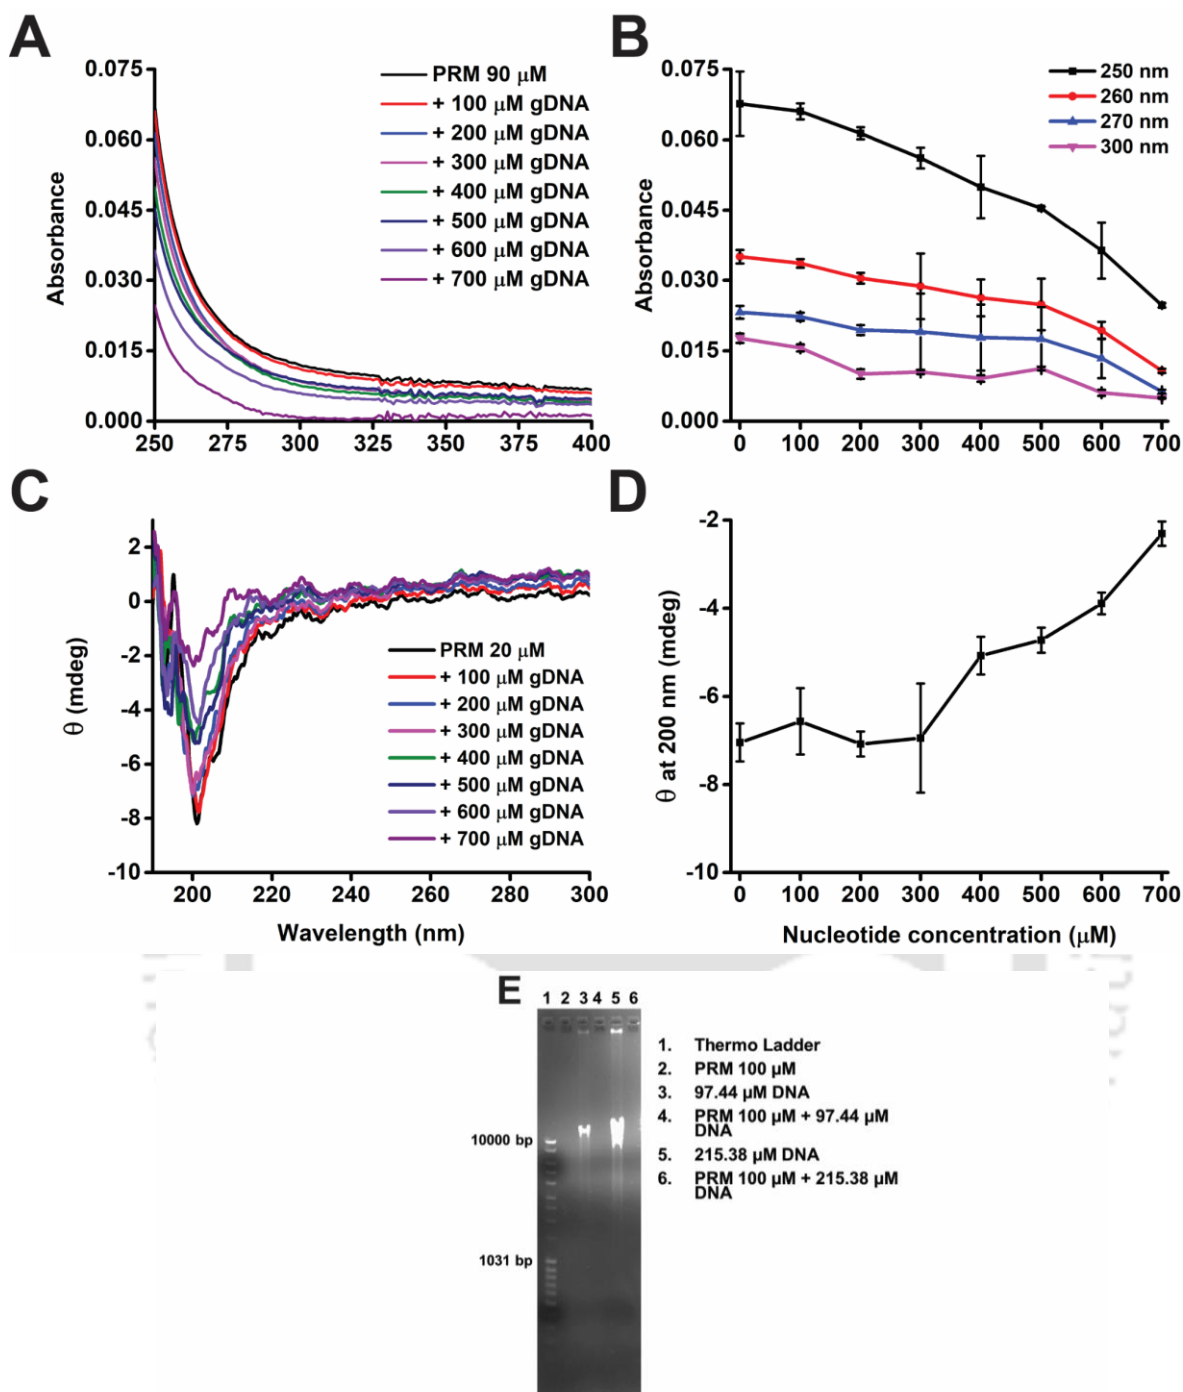 A
Absorbance
0.075
0.060
0.045
0.030
0.015
0.000
250 275 300 325 350 375 400
PRM 90 μM
+ 100 μM gDNA
+ 200 μM gDNA
+ 300 μM gDNA
+ 400 μM gDNA
+ 500 μM gDNA
+ 600 μM gDNA
+ 700 μM gDNA
B
Absorbance
0.075
0.060
0.045
0.030
0.015
0.000
0 100 200 300 400 500 600 700
250 nm
260 nm
270 nm
300 nm
C
θ (mdeg)
2
0
-2
-4
-6
-8
-10
200 220 240 260 280 300
Wavelength (nm)
PRM 20 μM
+ 100 μM gDNA
+ 200 μM gDNA
+ 300 μM gDNA
+ 400 μM gDNA
+ 500 μM gDNA
+ 600 μM gDNA
+ 700 μM gDNA
D
θ at 200 nm (mdeg)
-2
-4
-6
-8
-10
0 100 200 300 400 500 600 700
Nucleotide concentration (μM)
E
1 2 3 4 5 6
10000 bp
1031 bp
1. Thermo Ladder
2. PRM 100 μM
3. 97.44 μM DNA
4. PRM 100 μM + 97.44 μM
DNA
5. 215.38 μM DNA
6. PRM 100 μM + 215.38 μM
DNA